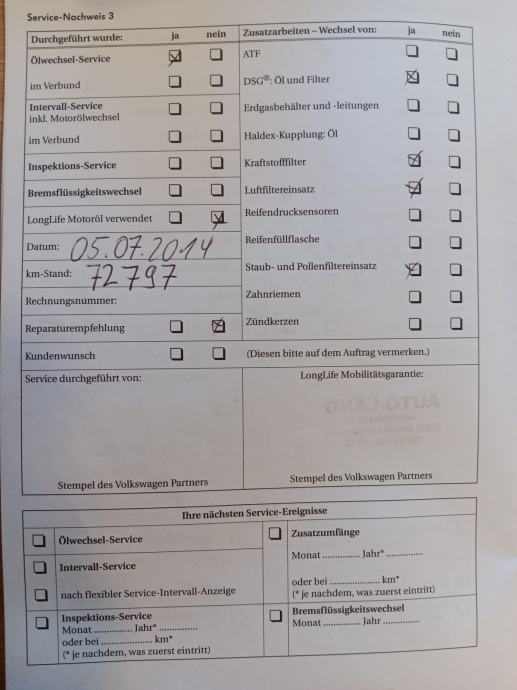 Service-Nachweis 3
Durchgeführt wurde: ja nein
Ölwechsel-Service
im Verbund
Intervall-Service
inkl. Motorölwechsel
im Verbund
Inspektions-Service
Bremsflüssigkeitswechsel
LongLife Motoröl verwendet
Datum: 05.07.2014
km-Stand: 72797
Rechnungsnummer:
Reparaturempfehlung
Kundenwunsch
Zusatzarbeiten – Wechsel von: ja nein
ATF
DSG®: Öl und Filter
Erdgasbehälter und -leitungen
Haldex-Kupplung: Öl
Kraftstofffilter
Luftfiltereinsatz
Reifendrucksensoren
Reifenfüllflasche
Staub- und Pollenfiltereinsatz
Zahnriemen
Zündkerzen
(Diesen bitte auf dem Auftrag vermerken.)
Service durchgeführt von:
Stempel des Volkswagen Partners
LongLife Mobilitätsgarantie:
AUTO-LANG
Stempel des Volkswagen Partners
Ihre nächsten Service-Ereignisse
Ölwechsel-Service
Intervall-Service
nach flexibler Service-Intervall-Anzeige
Inspektions-Service
Monat .............. Jahr* ..............
oder bei ................... km*
(* je nachdem, was zuerst eintritt)
Zusatzumfänge
Monat .............. Jahr* ..............
oder bei ................... km*
(* je nachdem, was zuerst eintritt)
Bremsflüssigkeitswechsel
Monat .............. Jahr ..............